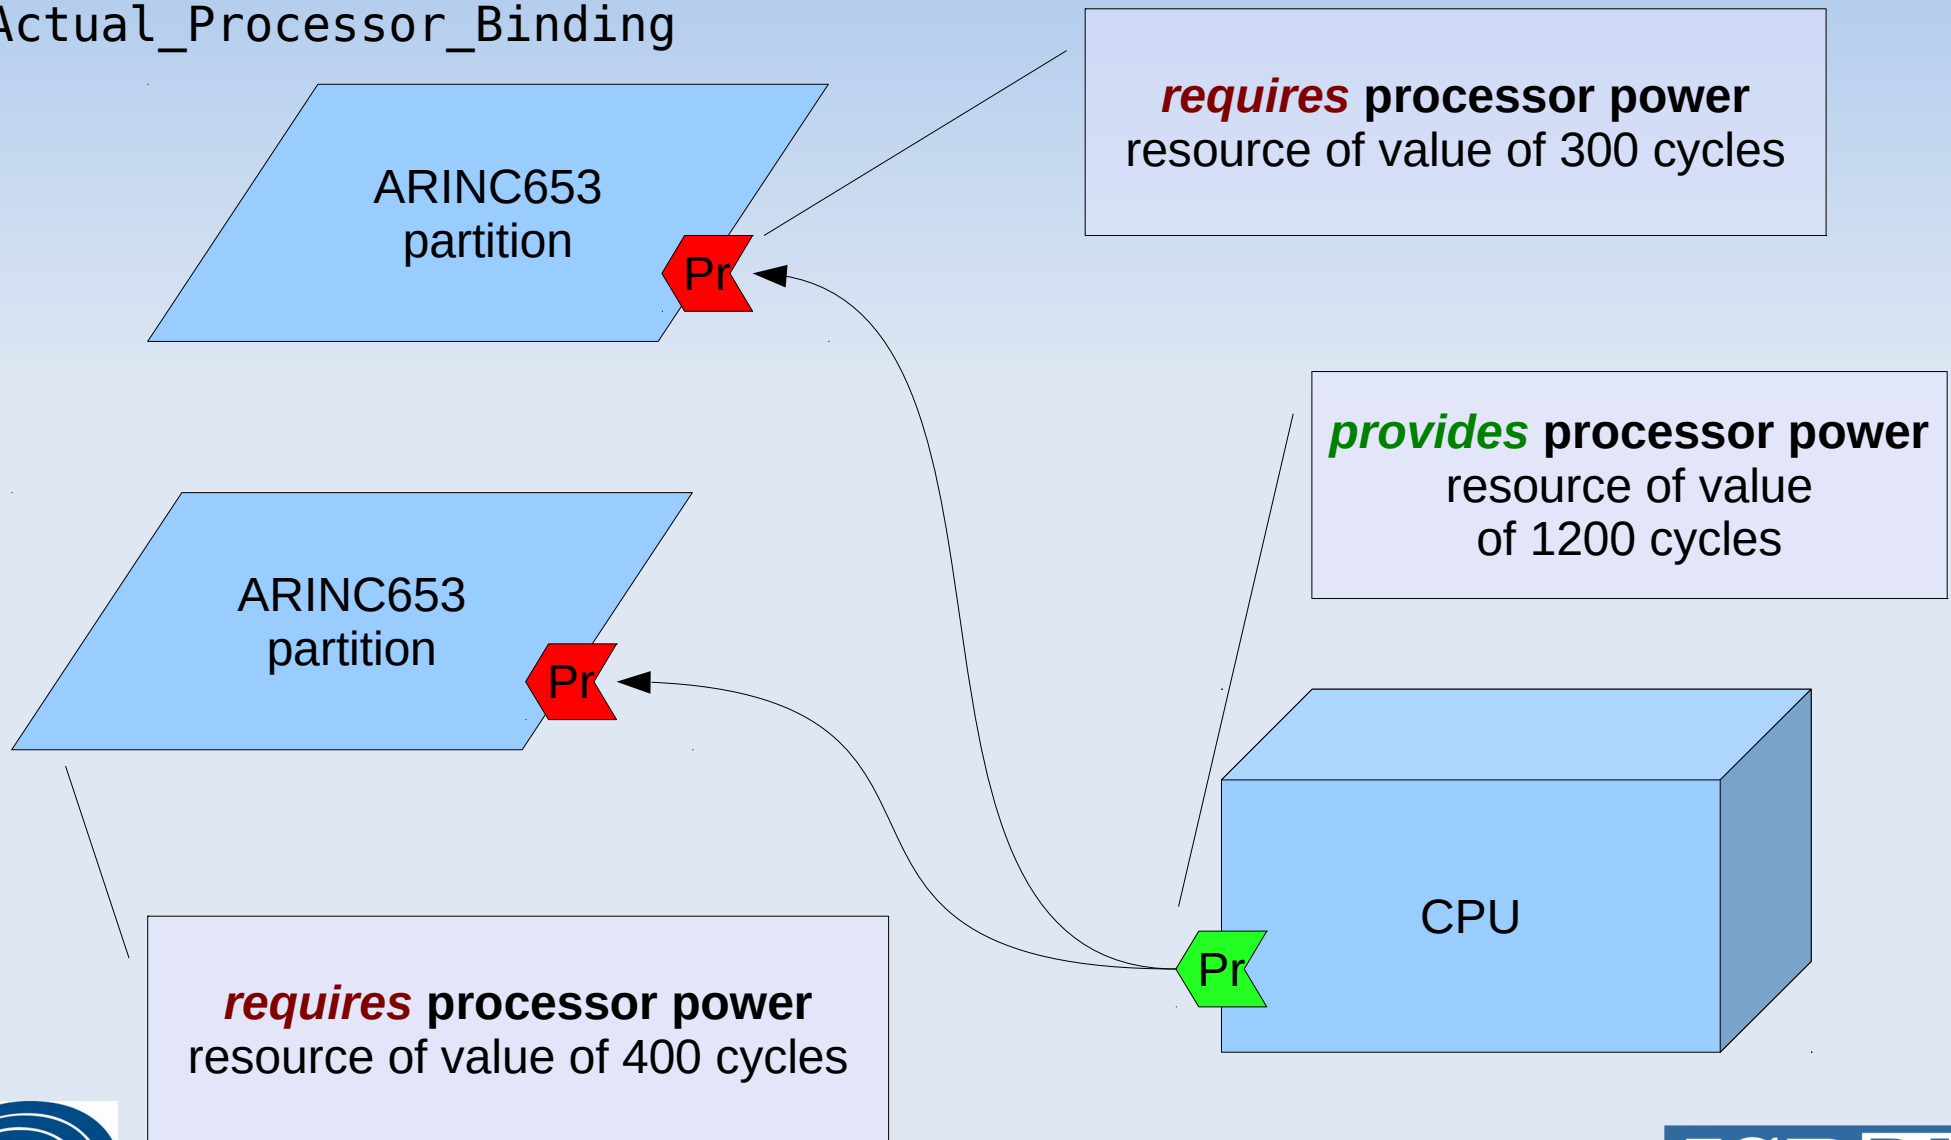 Actual_Processor_Binding
requires processor power
resource of value of 300 cycles
ARINC653
partition
Pr
provides processor power
resource of value
of 1200 cycles
ARINC653
partition
Pr
CPU
Pr
requires processor power
resource of value of 400 cycles